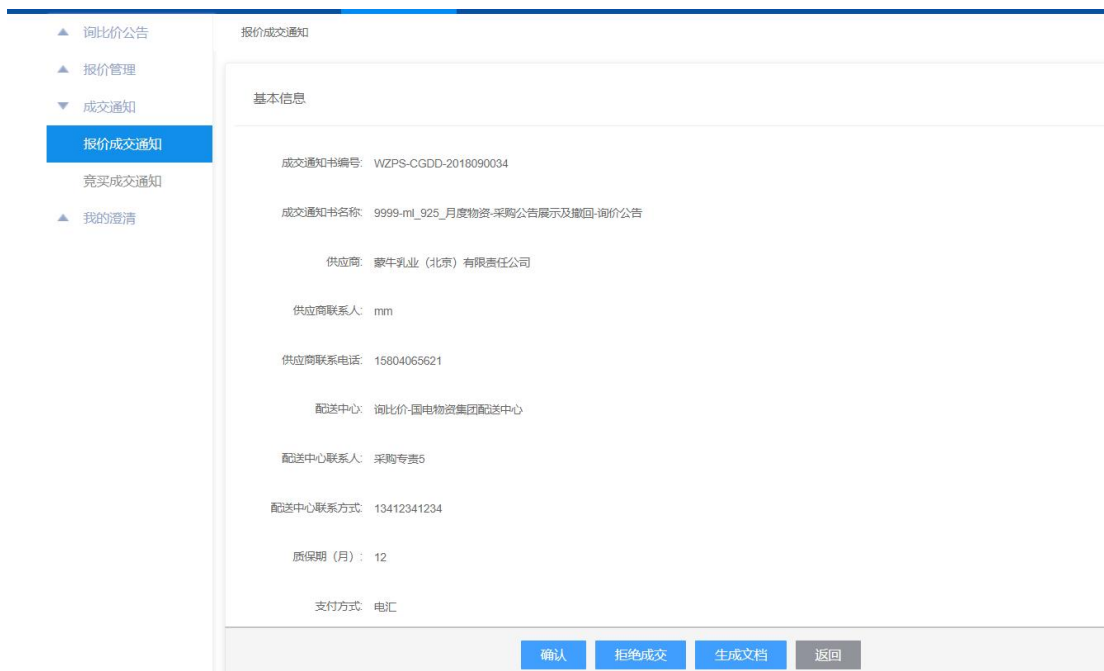 询比价公告
报价管理
成交通知
报价成交通知
竞买成交通知
我的澄清
报价成交通知
基本信息
成交通知书编号: WZPS-CGDD-2018090034
成交通知书名称: 9999-ml_925_月度物资-采购公告展示及撤回-询价公告
供应商: 蒙牛乳业（北京）有限责任公司
供应商联系人: mm
供应商联系电话: 15804065621
配送中心: 询比价-国电物资集团配送中心
配送中心联系人: 采购专责5
配送中心联系方式: 13412341234
质保期（月）: 12
支付方式: 电汇
确认 拒绝成交 生成文档 返回